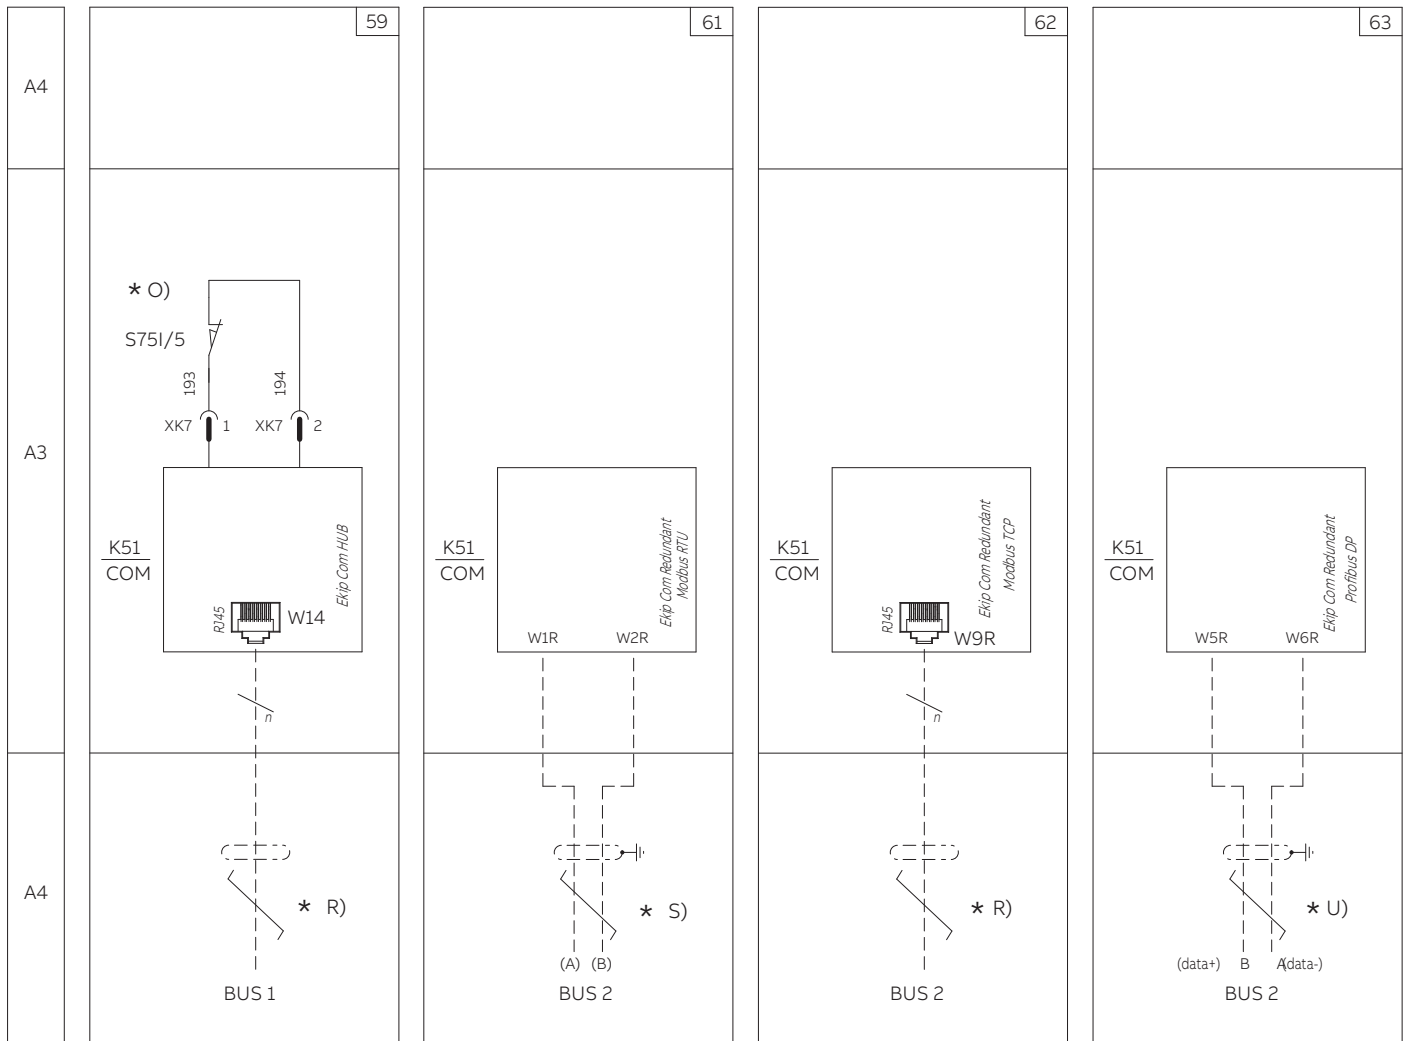 A4
A3
A4
59
* O)
S75I/5
193
194
XK7
1
XK7
2
K51
COM
Ekip Com HUB
RJ45
W14
n
* R)
BUS 1
61
K51
COM
Ekip Com Redundant
Modbus RTU
W1R
W2R
* S)
(A)
(B)
BUS 2
62
K51
COM
Ekip Com Redundant
Modbus TCP
RJ45
W9R
n
* R)
BUS 2
63
K51
COM
Ekip Com Redundant
Profibus DP
W5R
W6R
* U)
(data+)
B
A(data-)
BUS 2